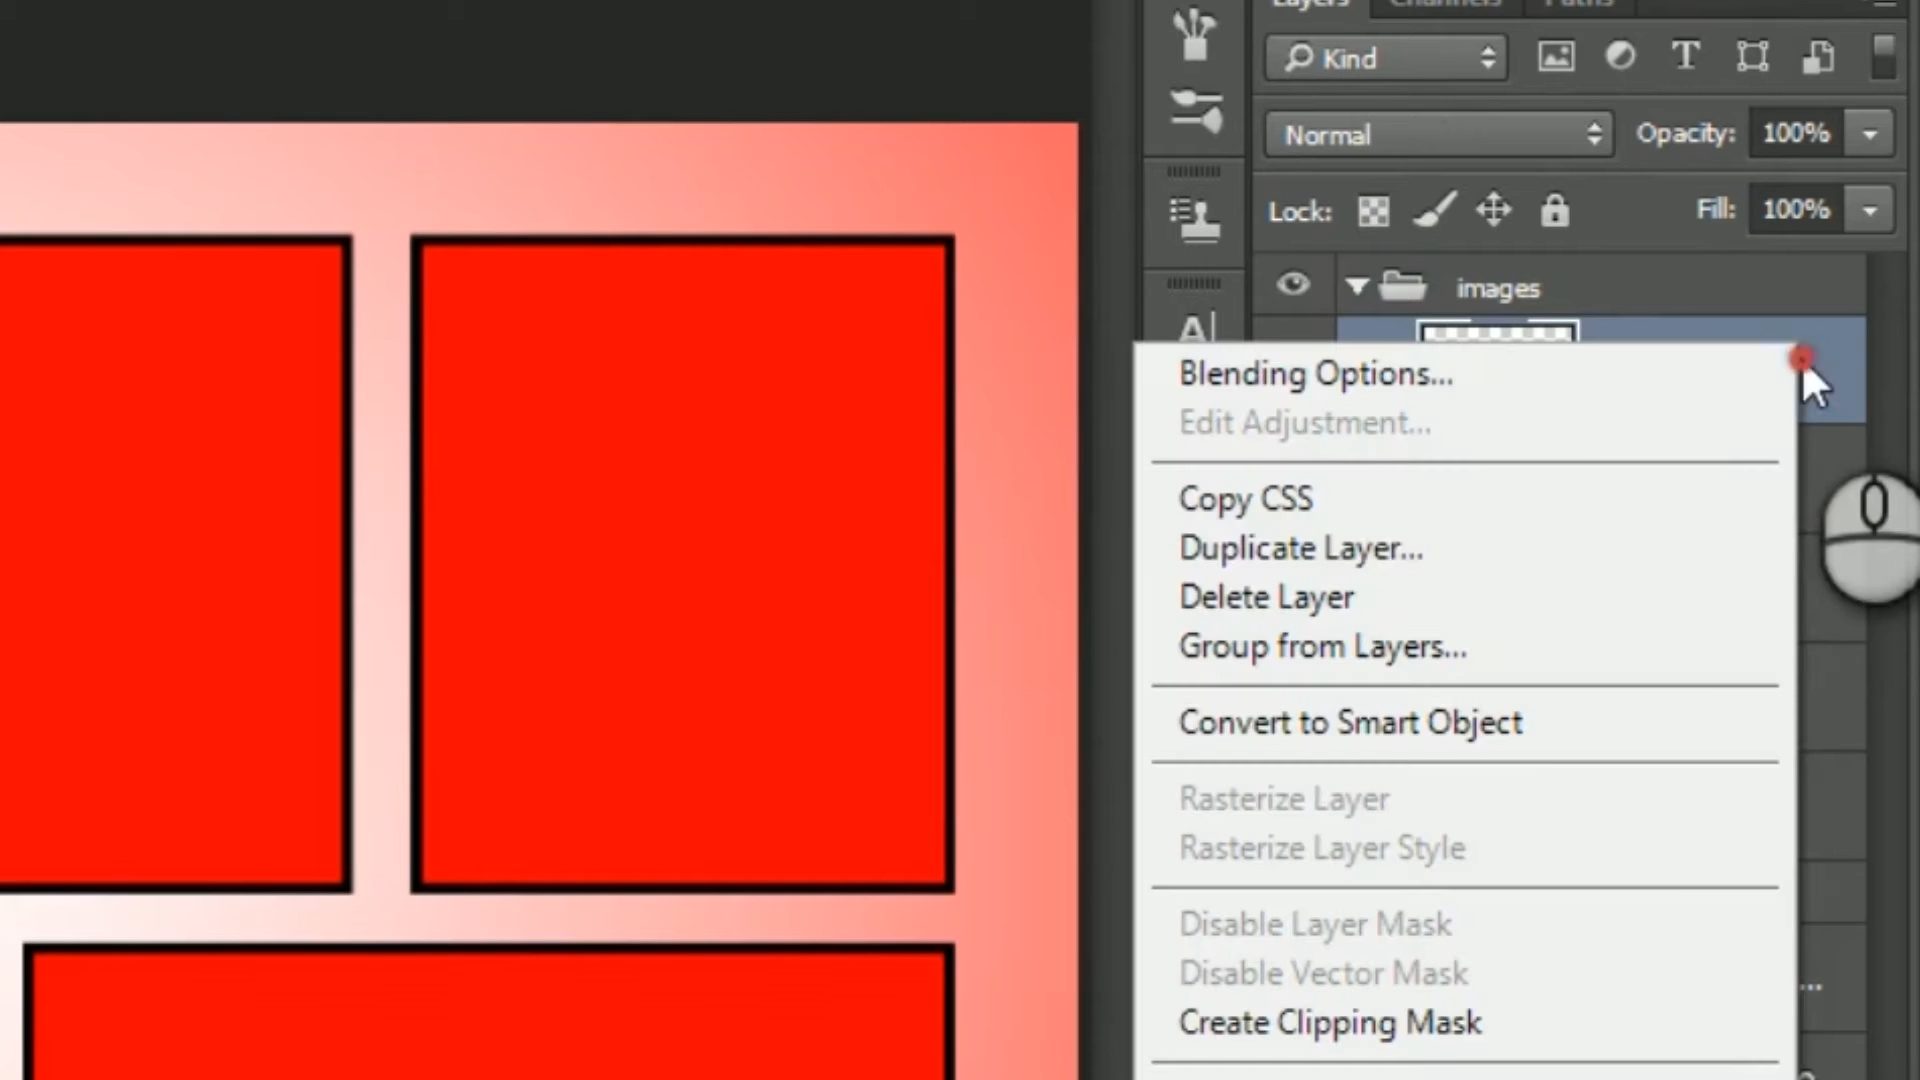 Layers Channels Paths
Kind
Normal Opacity: 100%
Lock: Fill: 100%
images
A
Blending Options...
Edit Adjustment...
Copy CSS
Duplicate Layer...
Delete Layer
Group from Layers...
Convert to Smart Object
Rasterize Layer
Rasterize Layer Style
Disable Layer Mask
Disable Vector Mask
...
Create Clipping Mask